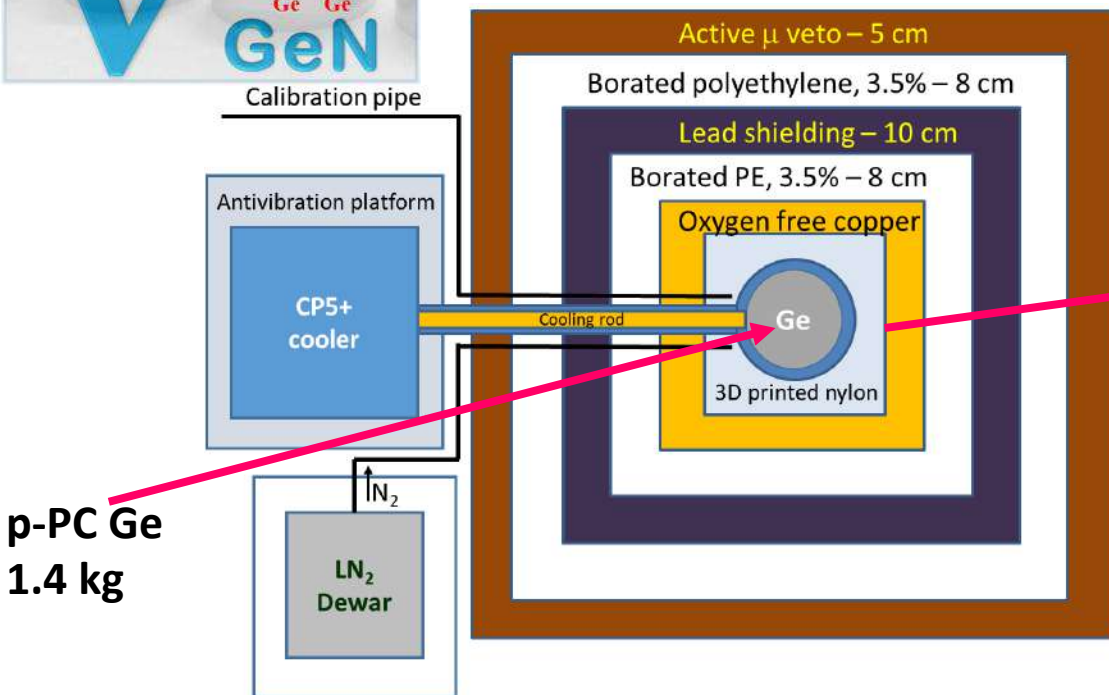 Ge Ge
GeN
Active μ veto – 5 cm
Borated polyethylene, 3.5% – 8 cm
Calibration pipe
Lead shielding – 10 cm
Borated PE, 3.5% – 8 cm
Antivibration platform
Oxygen free copper
CP5+
cooler
Cooling rod
Ge
3D printed nylon
N₂
p-PC Ge
1.4 kg
LN₂
Dewar